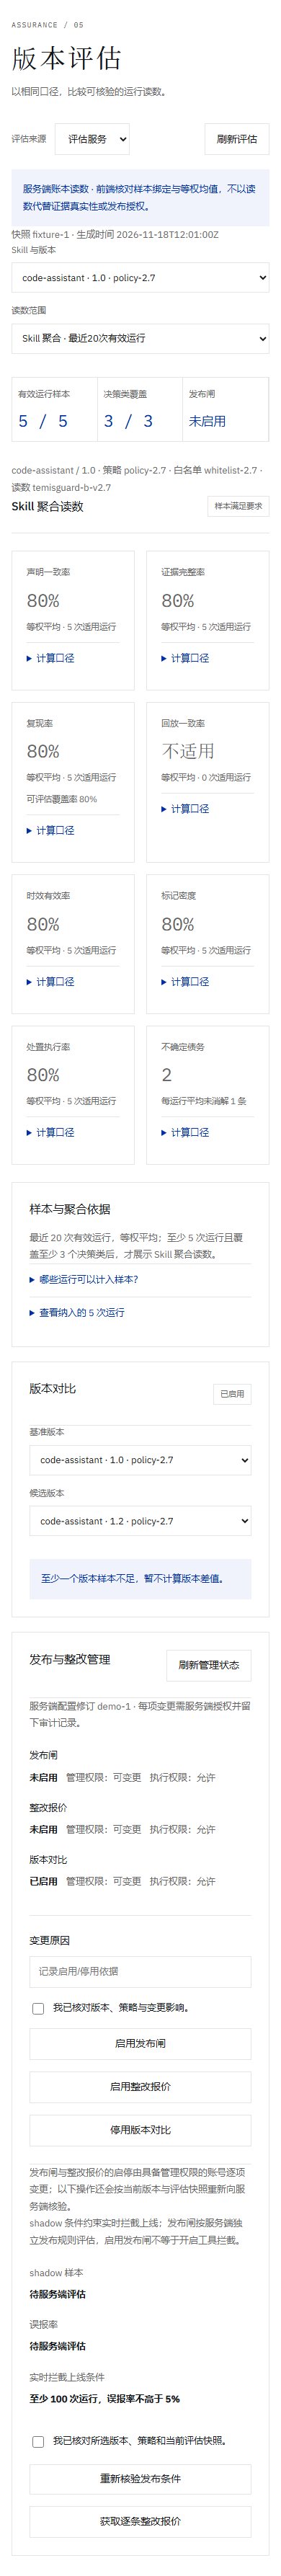 ASSURANCE / 05
版本评估
以相同口径，比较可核验的运行读数。
评估来源
评估服务
刷新评估
服务端账本读数 · 前端核对样本绑定与等权均值，不以读
数代替证据真实性或发布授权。
快照 fixture-1 · 生成时间 2026-11-18T12:01:00Z
Skill 与版本
code-assistant · 1.0 · policy-2.7
读数范围
Skill 聚合 · 最近20次有效运行
有效运行样本
5 / 5
决策类覆盖
3 / 3
发布闸
未启用
code-assistant / 1.0 · 策略 policy-2.7 · 白名单 whitelist-2.7 ·
读数 temisguard-b-v2.7
Skill 聚合读数
样本满足要求
声明一致率
80%
等权平均 · 5 次适用运行
▶ 计算口径
证据完整率
80%
等权平均 · 5 次适用运行
▶ 计算口径
复现率
80%
等权平均 · 5 次适用运行
可评估覆盖率 80%
▶ 计算口径
回放一致率
不适用
等权平均 · 0 次适用运行
▶ 计算口径
时效有效率
80%
等权平均 · 5 次适用运行
▶ 计算口径
标记密度
80%
等权平均 · 5 次适用运行
▶ 计算口径
处置执行率
80%
等权平均 · 5 次适用运行
▶ 计算口径
不确定债务
2
每运行平均未消解 1 条
▶ 计算口径
样本与聚合依据
最近 20 次有效运行，等权平均；至少 5 次运行且覆
盖至少 3 个决策类后，才展示 Skill 聚合读数。
▶ 哪些运行可以计入样本？
▶ 查看纳入的 5 次运行
版本对比
已启用
基准版本
code-assistant · 1.0 · policy-2.7
候选版本
code-assistant · 1.2 · policy-2.7
至少一个版本样本不足，暂不计算版本差值。
发布与整改管理
刷新管理状态
服务端配置修订 demo-1 · 每项变更需服务端授权并留
下审计记录。
发布闸
未启用 管理权限：可变更 执行权限：允许
整改报价
未启用 管理权限：可变更 执行权限：允许
版本对比
已启用 管理权限：可变更 执行权限：允许
变更原因
记录启用/停用依据
我已核对版本、策略与变更影响。
启用发布闸
启用整改报价
停用版本对比
发布闸与整改报价的启停由具备管理权限的账号逐项
变更；以下操作还会按当前版本与评估快照重新向服
务端核验。
shadow 条件约束实时拦截上线；发布闸按服务端独
立发布规则评估，启用发布闸不等于开启工具拦截。
shadow 样本
待服务端评估
误报率
待服务端评估
实时拦截上线条件
至少 100 次运行，误报率不高于 5%
我已核对所选版本、策略和当前评估快照。
重新核验发布条件
获取逐条整改报价